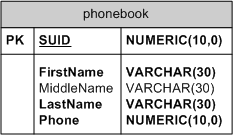 phonebook
PK SUID NUMERIC(10,0)
FirstName VARCHAR(30)
MiddleName VARCHAR(30)
LastName VARCHAR(30)
Phone NUMERIC(10,0)